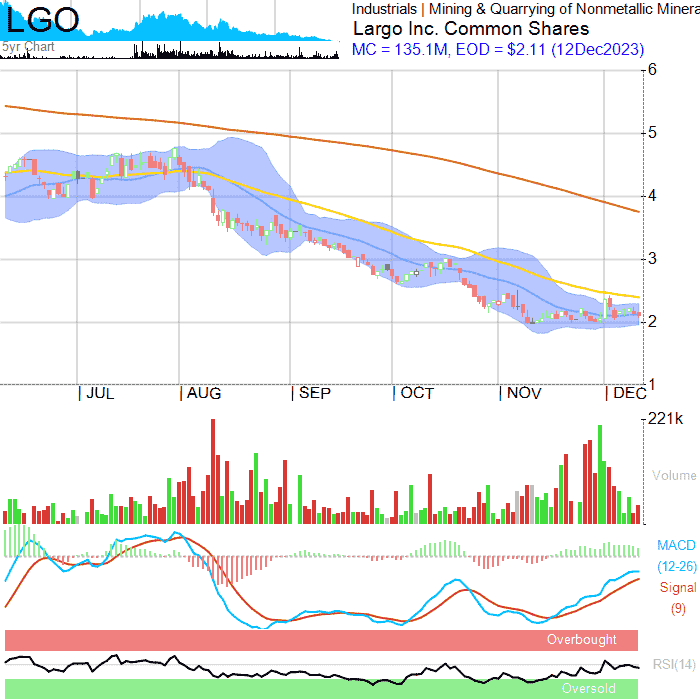 LGO
5yr Chart
Industrials | Mining & Quarrying of Nonmetallic Minera
Largo Inc. Common Shares
MC = 135.1M, EOD = $2.11 (12Dec2023)
6
5
4
3
2
1
JUL
AUG
SEP
OCT
NOV
DEC
221k
Volume
MACD
(12-26)
Signal
(9)
Overbought
RSI(14)
Oversold